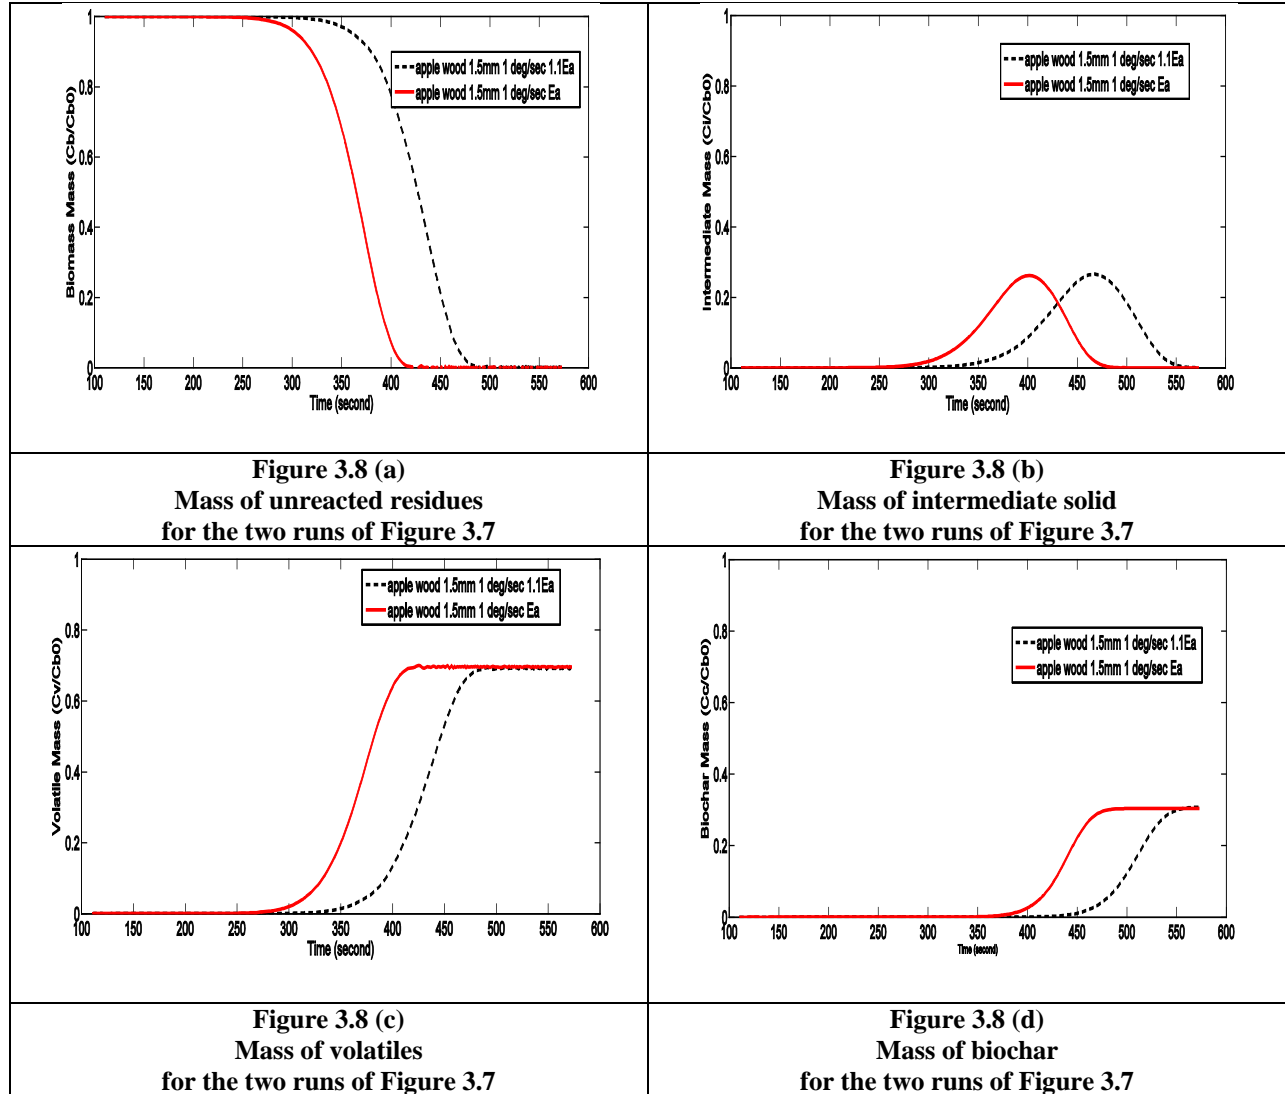 1
0.8
0.6
0.4
0.2
0
Biomass Mass (Cb/Cb0)
apple wood 1.5mm 1 deg/sec 1.1Ea
apple wood 1.5mm 1 deg/sec Ea
100 150 200 250 300 350 400 450 500 550 600
Time (second)
Figure 3.8 (a)
Mass of unreacted residues
for the two runs of Figure 3.7
1
0.8
0.6
0.4
0.2
0
Intermediate Mass (Ci/Cb0)
apple wood 1.5mm 1 deg/sec 1.1Ea
apple wood 1.5mm 1 deg/sec Ea
100 150 200 250 300 350 400 450 500 550 600
Time (second)
Figure 3.8 (b)
Mass of intermediate solid
for the two runs of Figure 3.7
1
0.8
0.6
0.4
0.2
0
Volatile Mass (Cv/Cb0)
apple wood 1.5mm 1 deg/sec 1.1Ea
apple wood 1.5mm 1 deg/sec Ea
100 150 200 250 300 350 400 450 500 550 600
Time (second)
Figure 3.8 (c)
Mass of volatiles
for the two runs of Figure 3.7
1
0.8
0.6
0.4
0.2
0
Biochar Mass (Cc/Cb0)
apple wood 1.5mm 1 deg/sec 1.1Ea
apple wood 1.5mm 1 deg/sec Ea
100 150 200 250 300 350 400 450 500 550 600
Time (second)
Figure 3.8 (d)
Mass of biochar
for the two runs of Figure 3.7